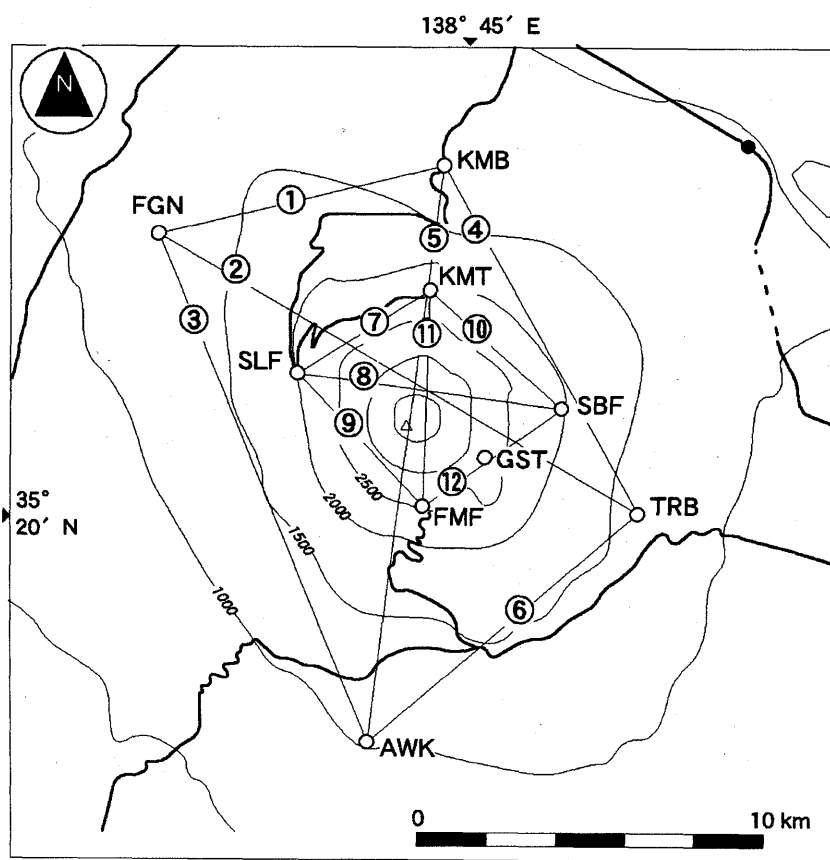 138° 45′ E
N
KMB
①
FGN
④
⑤
②
KMT
③
⑦
⑪
⑩
SLF
⑧
SBF
⑨
GST
⑫
2500
35°
20′ N
2000
FMF
TRB
1500
1000
⑥
AWK
0
10 km